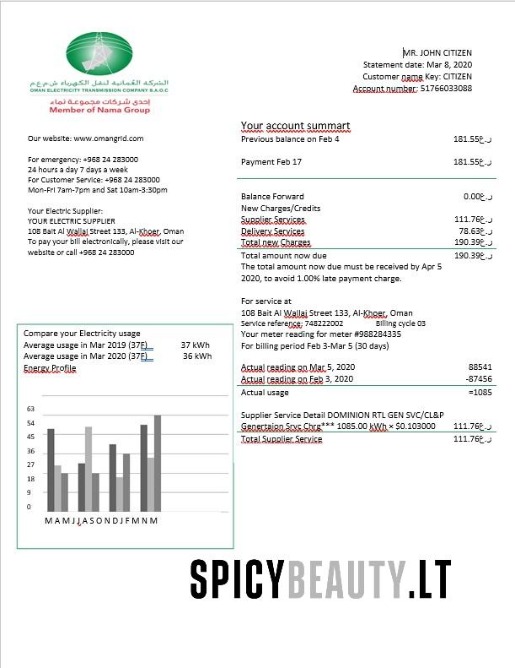 الشركة العُمانية لنقل الكهرباء ش.م.ع.م
OMAN ELECTRICITY TRANSMISSION COMPANY S.A.O.C
إحدى شركات مجموعة نماء
Member of Nama Group
MR. JOHN CITIZEN
Statement date: Mar 8, 2020
Customer name Key: CITIZEN
Account number: 51766033088
Our website: www.omangrid.com
For emergency: +968 24 283000
24 hours a day 7 days a week
For Customer Service: +968 24 283000
Mon-Fri 7am-7pm and Sat 10am-3:30pm
Your Electric Supplier:
YOUR ELECTRIC SUPPLIER
108 Bait Al Wallaj Street 133, Al-Khoer, Oman
To pay your bill electronically, please visit our
website or call +968 24 283000
Your account summart
Previous balance on Feb 4 181.55ر.ع
Payment Feb 17 181.55ر.ع
Balance Forward 0.00ر.ع
New Charges/Credits
Supplier Services 111.76ر.ع
Delivery Services 78.63ر.ع
Total new Charges 190.39ر.ع
Total amount now due 190.39ر.ع
The total amount now due must be received by Apr 5
2020, to avoid 1.00% late payment charge.
For service at
108 Bait Al Wallaj Street 133, Al-Khoer, Oman
Service reference: 748222002 Billing cycle 03
Your meter reading for meter #988284335
For billing period Feb 3-Mar 5 (30 days)
Actual reading on Mar 5, 2020 88541
Actual reading on Feb 3, 2020 -87456
Actual usage =1085
Supplier Service Detail DOMINION RTL GEN SVC/CL&P
Genertaion Srvc Chrg*** 1085.00 kWh × $0.103000 111.76ر.ع
Total Supplier Service 111.76ر.ع
Compare your Electricity usage
Average usage in Mar 2019 (37F) 37 kWh
Average usage in Mar 2020 (37F) 36 kWh
Energy Profile
63
54
45
36
27
18
9
0
M A M J J A S O N D J F M N M
SPICYBEAUTY.LT